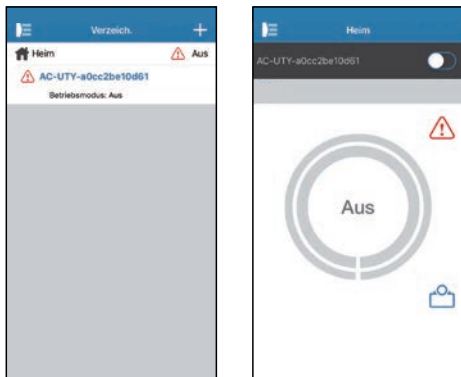 Verzeich.
Heim Aus
AC-UTY-a0cc2be10d61
Betriebsmodus: Aus
Heim
AC-UTY-a0cc2be10d61
Aus